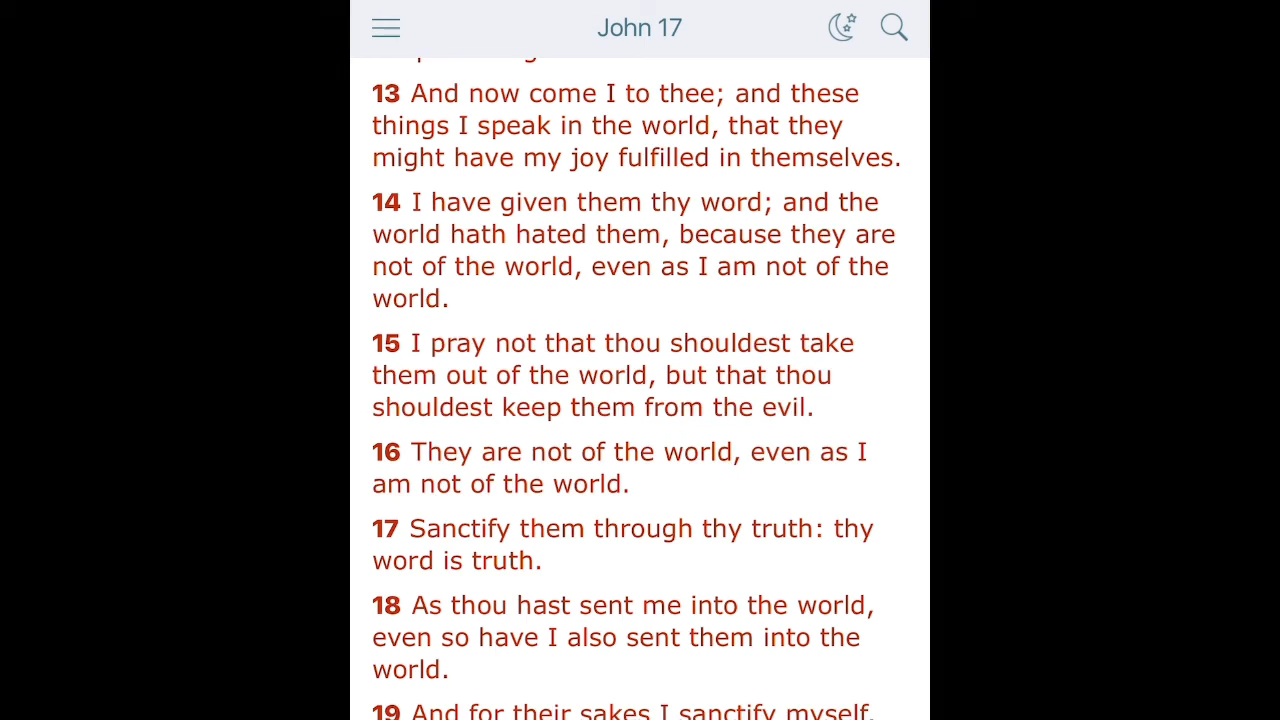 John 17
13 And now come I to thee; and these
things I speak in the world, that they
might have my joy fulfilled in themselves.
14 I have given them thy word; and the
world hath hated them, because they are
not of the world, even as I am not of the
world.
15 I pray not that thou shouldest take
them out of the world, but that thou
shouldest keep them from the evil.
16 They are not of the world, even as I
am not of the world.
17 Sanctify them through thy truth: thy
word is truth.
18 As thou hast sent me into the world,
even so have I also sent them into the
world.
19 And for their sakes I sanctify myself,